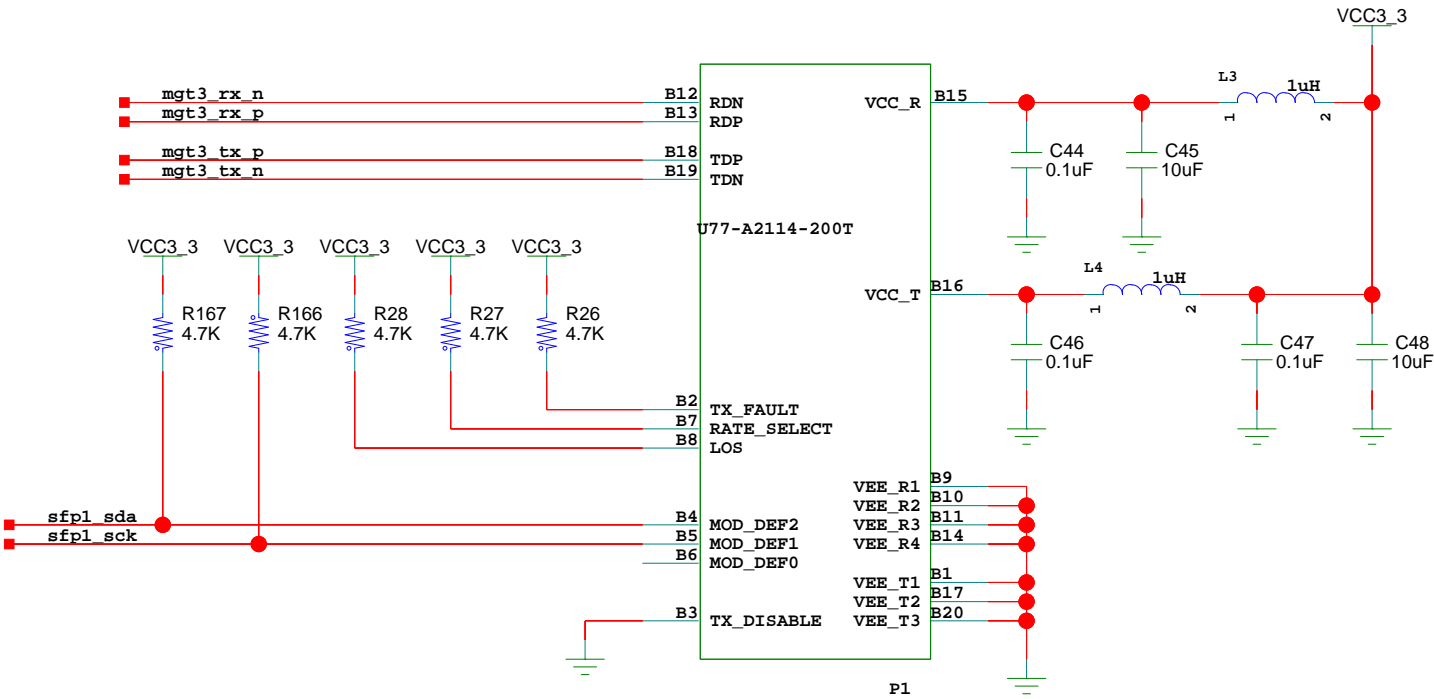 VCC3_3
mgt3_rx_n B12 RDN VCC_R B15 L3 1uH
mgt3_rx_p B13 RDP 1 2
mgt3_tx_p B18 TDP C44 C45
mgt3_tx_n B19 TDN 0.1uF 10uF
U77-A2114-200T
VCC3_3 VCC3_3 VCC3_3 VCC3_3 VCC3_3
L4 1uH
VCC_T B16
1 2
R167 R166 R28 R27 R26
4.7K 4.7K 4.7K 4.7K 4.7K
C46 C47 C48
0.1uF 0.1uF 10uF
B2 TX_FAULT
B7 RATE_SELECT
B8 LOS
VEE_R1 B9
VEE_R2 B10
sfp1_sda B4 MOD_DEF2 VEE_R3 B11
sfp1_sck B5 MOD_DEF1 VEE_R4 B14
B6 MOD_DEF0
VEE_T1 B1
VEE_T2 B17
B3 TX_DISABLE VEE_T3 B20
P1